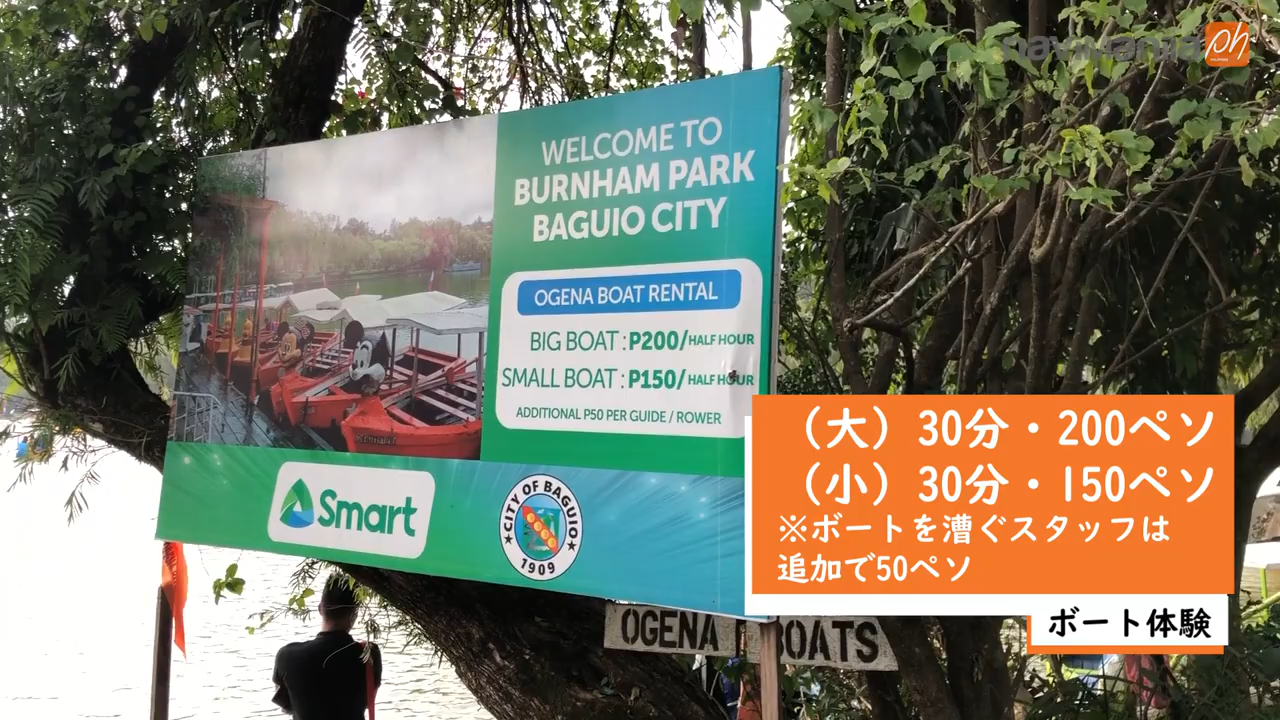 navimania ph
WELCOME TO
BURNHAM PARK
BAGUIO CITY
OGENA BOAT RENTAL
BIG BOAT : P200/HALF HOUR
SMALL BOAT : P150/HALF HOUR
ADDITIONAL P50 PER GUIDE / ROWER
Smart
CITY OF BAGUIO
1909
OGENA BOATS
（大）30分・200ペソ
（小）30分・150ペソ
※ボートを漕ぐスタッフは
追加で50ペソ
ボート体験